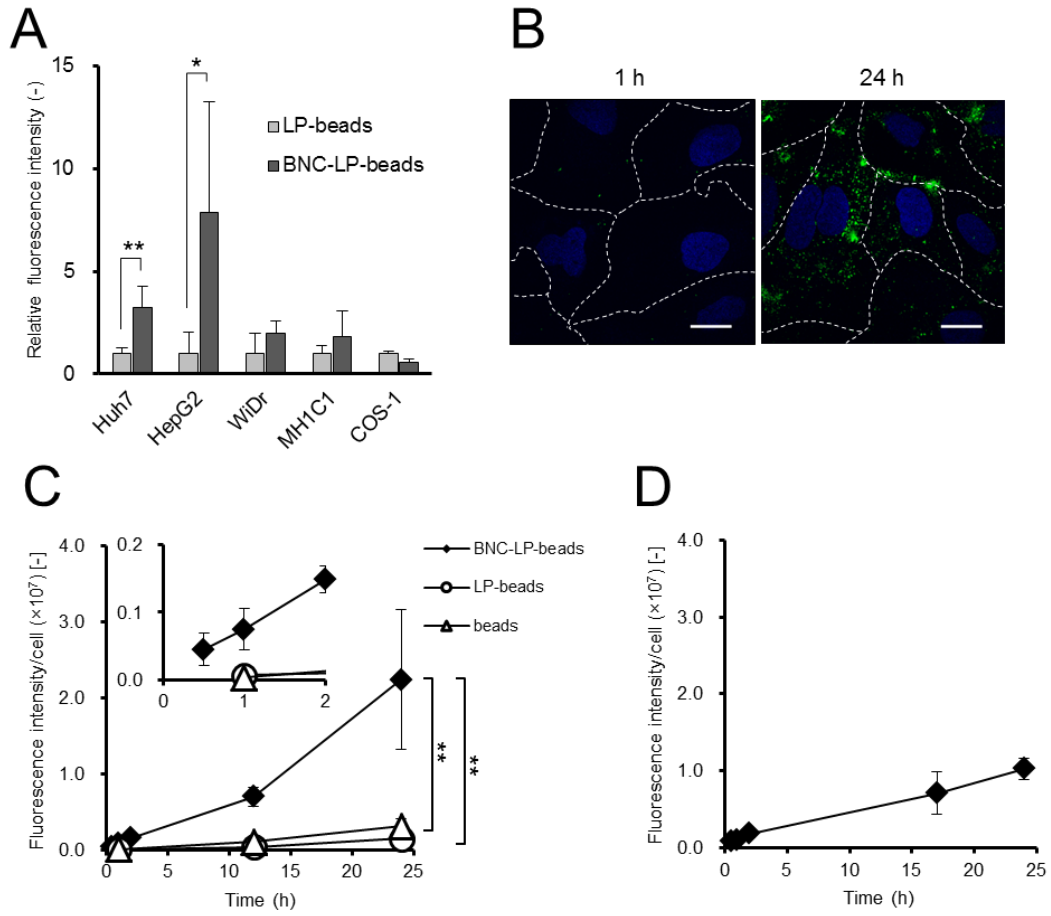 A
Relative fluorescence intensity (-)
15
10
5
0
*
**
LP-beads
BNC-LP-beads
Huh7
HepG2
WiDr
MH1C1
COS-1
B
1 h
24 h
C
Fluorescence intensity/cell (×10⁷) [-]
4.0
3.0
2.0
1.0
0.0
0.2
0.1
0.0
0 1 2
BNC-LP-beads
LP-beads
beads
**
**
0 5 10 15 20 25
Time (h)
D
Fluorescence intensity/cell (×10⁷) [-]
4.0
3.0
2.0
1.0
0.0
0 5 10 15 20 25
Time (h)